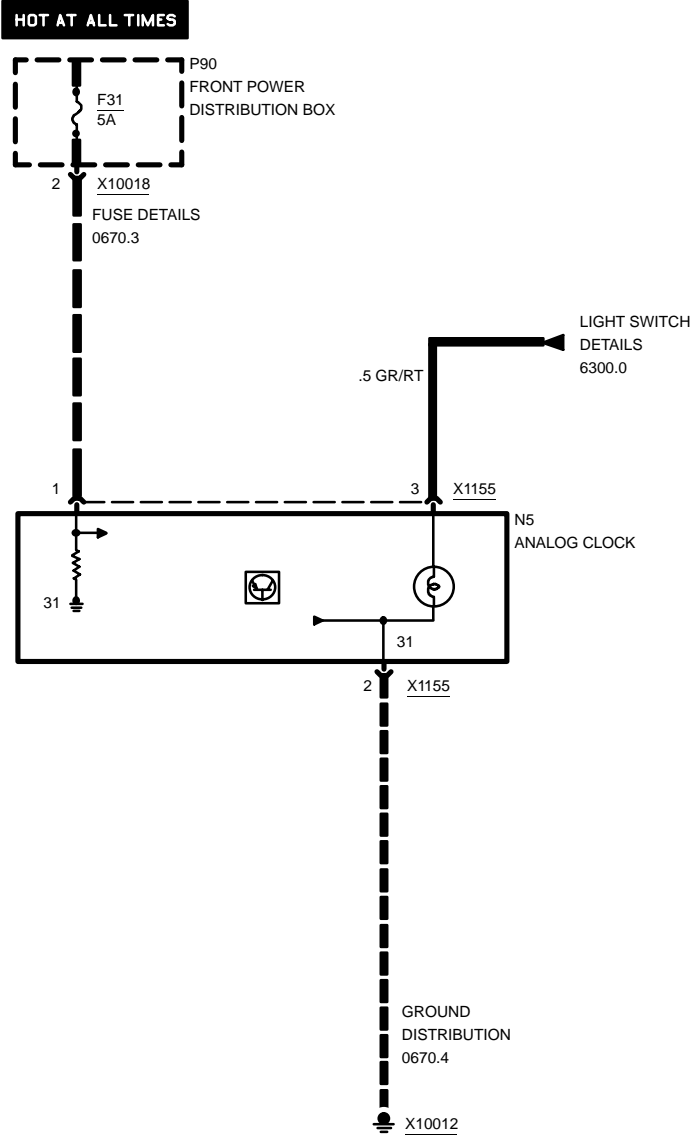 HOT AT ALL TIMES
P90
FRONT POWER
DISTRIBUTION BOX
F31
5A
2
X10018
FUSE DETAILS
0670.3
LIGHT SWITCH
DETAILS
6300.0
.5 GR/RT
1
3
X1155
N5
ANALOG CLOCK
31
31
2
X1155
GROUND
DISTRIBUTION
0670.4
X10012